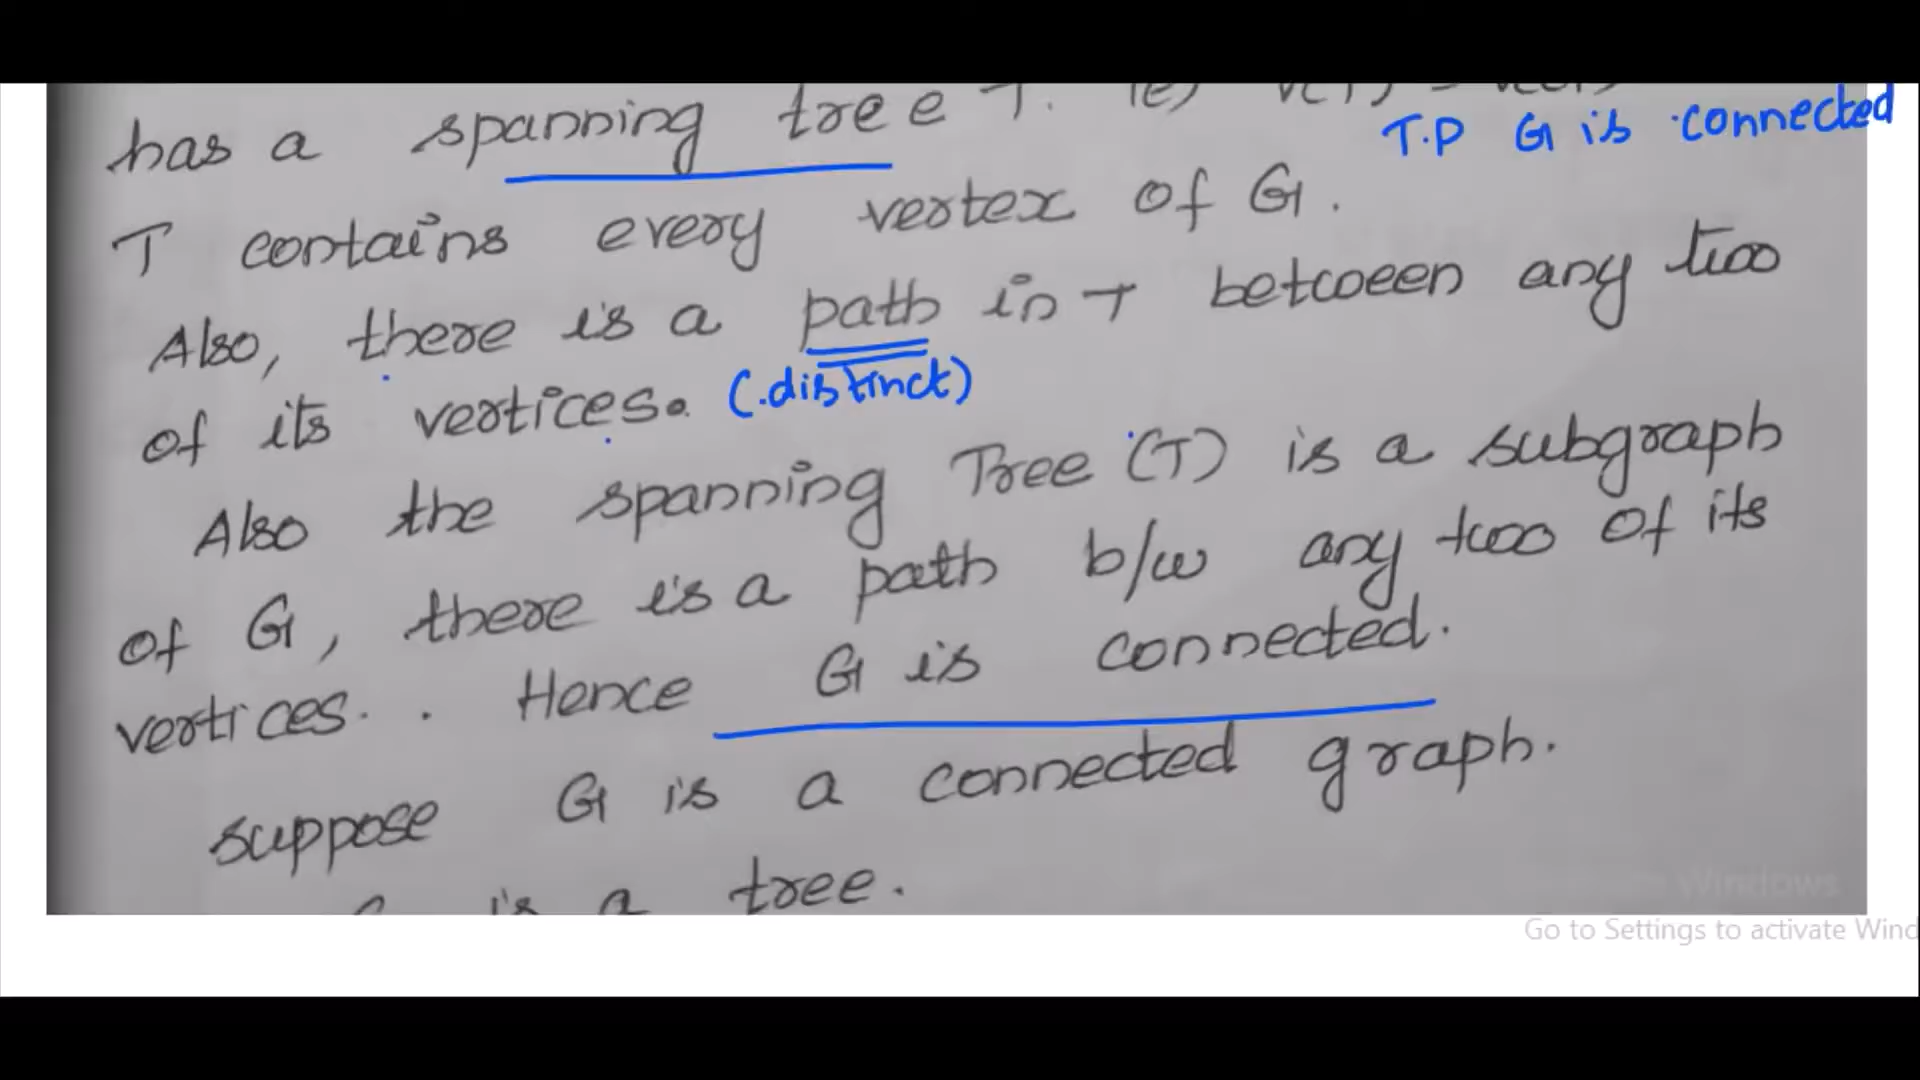 has a spanning tree T.
T.P G is connected
T contains every vertex of G.
Also, there is a path in T between any two
of its vertices. (distinct)
Also the spanning Tree (T) is a subgraph
of G, there is a path b/w any two of its
vertices. Hence G is connected.
suppose G is a connected graph.
is a tree.
Windows
Go to Settings to activate Wind